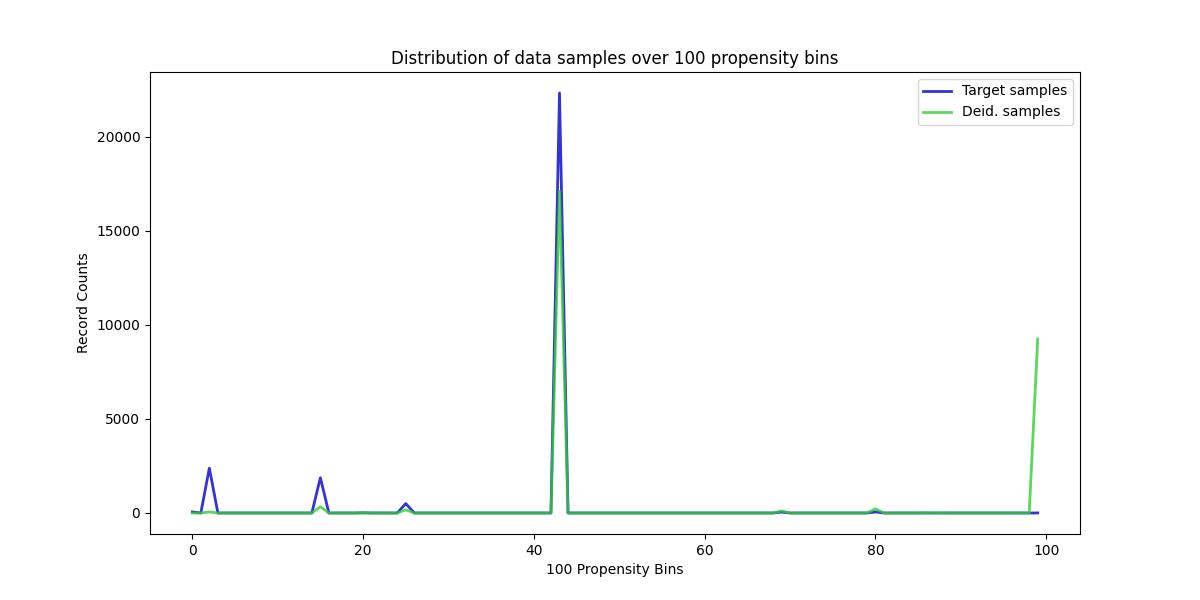 Distribution of data samples over 100 propensity bins
Target samples
Deid. samples
Record Counts
20000
15000
10000
5000
0
0 20 40 60 80 100
100 Propensity Bins